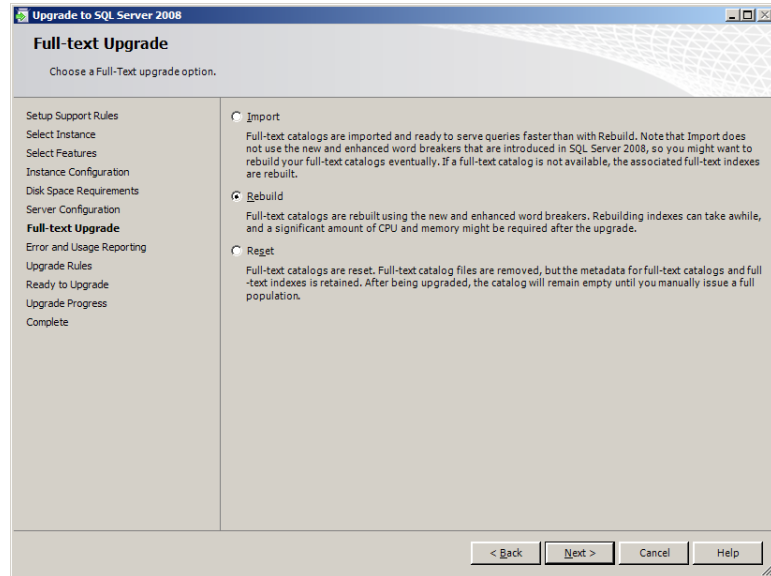 Upgrade to SQL Server 2008
Full-text Upgrade
Choose a Full-Text upgrade option.
Setup Support Rules
Select Instance
Select Features
Instance Configuration
Disk Space Requirements
Server Configuration
Full-text Upgrade
Error and Usage Reporting
Upgrade Rules
Ready to Upgrade
Upgrade Progress
Complete
Import
Full-text catalogs are imported and ready to serve queries faster than with Rebuild. Note that Import does
not use the new and enhanced word breakers that are introduced in SQL Server 2008, so you might want to
rebuild your full-text catalogs eventually. If a full-text catalog is not available, the associated full-text indexes
are rebuilt.
Rebuild
Full-text catalogs are rebuilt using the new and enhanced word breakers. Rebuilding indexes can take awhile,
and a significant amount of CPU and memory might be required after the upgrade.
Reset
Full-text catalogs are reset. Full-text catalog files are removed, but the metadata for full-text catalogs and full
-text indexes is retained. After being upgraded, the catalog will remain empty until you manually issue a full
population.
< Back
Next >
Cancel
Help